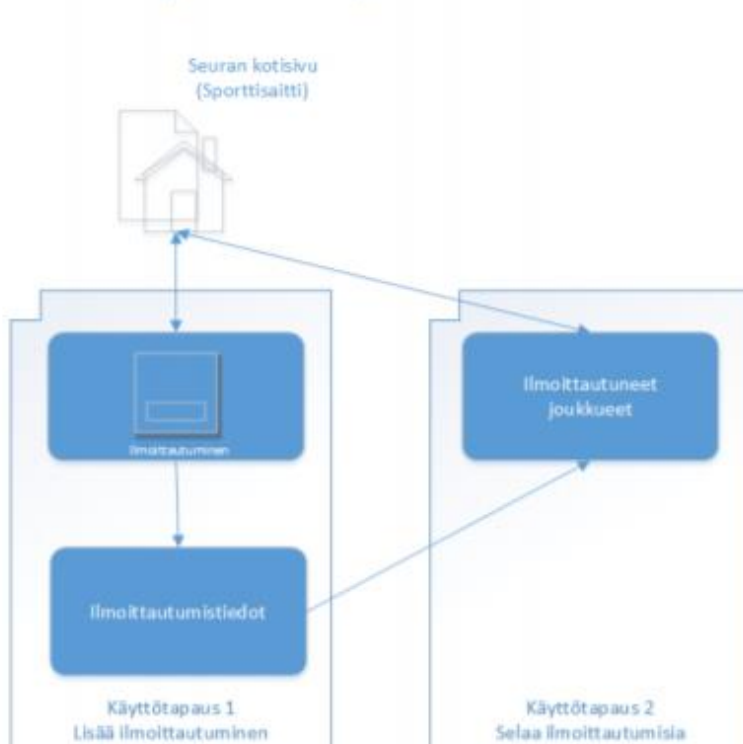 Seuran kotisivu
(Sporttisaitti)
Ilmoittautuneet
joukkueet
Ilmoittautuminen
Ilmoittautumistiedot
Käyttötapaus 1
Lisää ilmoittautuminen
Käyttötapaus 2
Selaa ilmoittautumisia